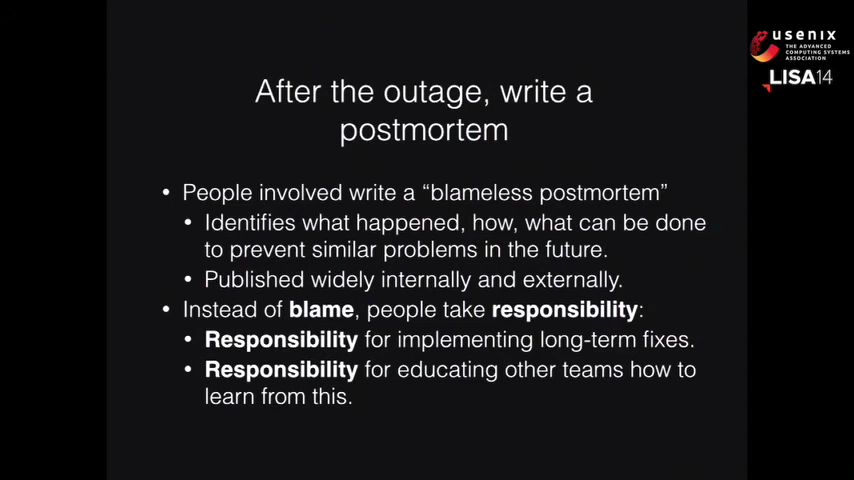 usenix
THE ADVANCED
COMPUTING SYSTEMS
ASSOCIATION
LISA14
After the outage, write a
postmortem
• People involved write a “blameless postmortem”
• Identifies what happened, how, what can be done
to prevent similar problems in the future.
• Published widely internally and externally.
• Instead of blame, people take responsibility:
• Responsibility for implementing long-term fixes.
• Responsibility for educating other teams how to
learn from this.